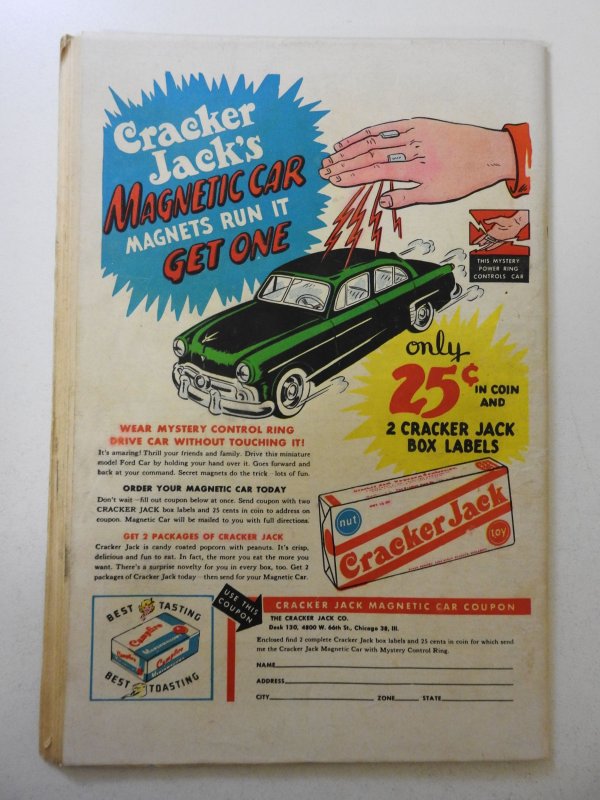 Cracker
Jack's
MAGNETIC CAR
MAGNETS RUN IT
GET ONE
THIS MYSTERY
POWER RING
CONTROLS CAR
only
25¢ IN COIN
AND
2 CRACKER JACK
BOX LABELS
WEAR MYSTERY CONTROL RING
DRIVE CAR WITHOUT TOUCHING IT!
It's amazing! Thrill your friends and family. Drive this miniature
model Ford Car by holding your hand over it. Goes forward and
back at your command. Secret magnets do the trick—lots of fun.
ORDER YOUR MAGNETIC CAR TODAY
Don't wait—fill out coupon below at once. Send coupon with two
CRACKER JACK box labels and 25 cents in coin to address on
coupon. Magnetic Car will be mailed to you with full directions.
GET 2 PACKAGES OF CRACKER JACK
Cracker Jack is candy coated popcorn with peanuts. It's crisp,
delicious and fun to eat. In fact, the more you eat the more you
want. There's a surprise novelty for you in every box, too. Get 2
packages of Cracker Jack today—then send for your Magnetic Car.
nut
Cracker Jack
toy
BEST TASTING
Campfire
Marshmallows
Campfire
BEST TOASTING
USE THIS
COUPON
CRACKER JACK MAGNETIC CAR COUPON
THE CRACKER JACK CO.
Desk 130, 4800 W. 66th St., Chicago 38, Ill.
Enclosed find 2 complete Cracker Jack box labels and 25 cents in coin for which send
me the Cracker Jack Magnetic Car with Mystery Control Ring.
NAME
ADDRESS
CITY ZONE STATE